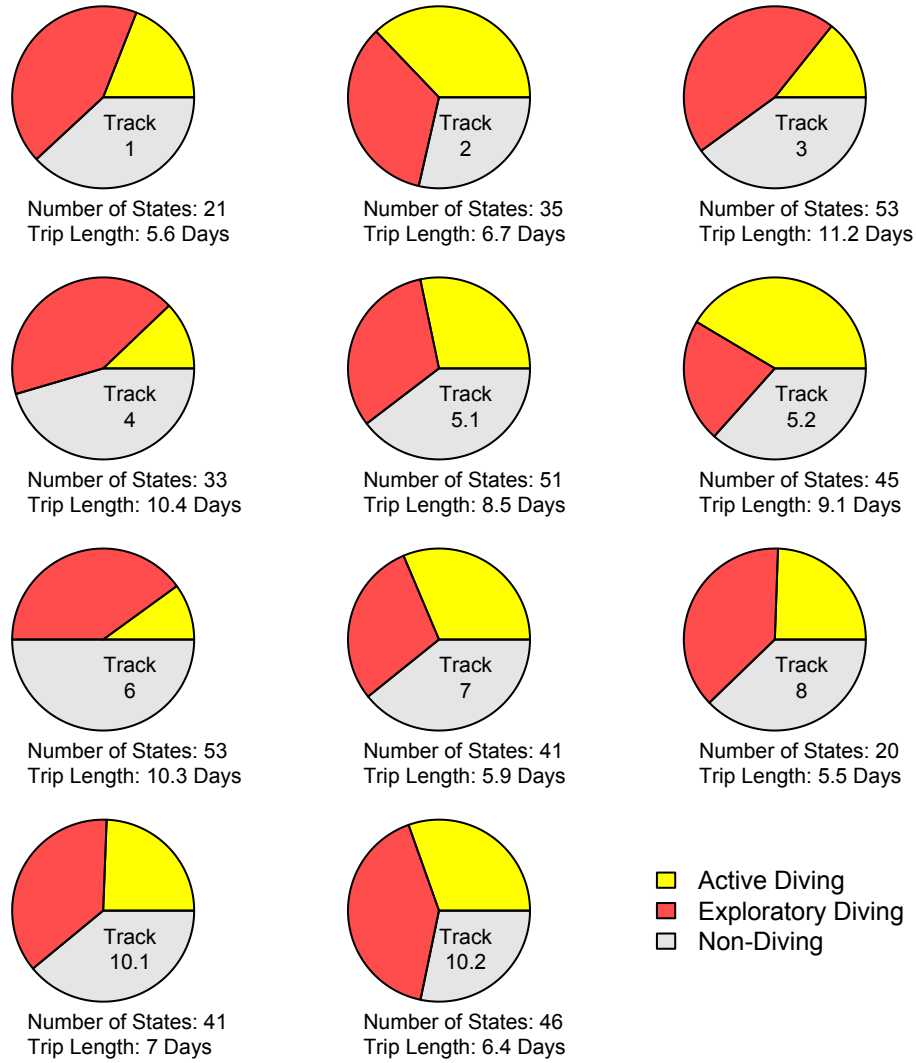 Track
1
Number of States: 21
Trip Length: 5.6 Days
Track
2
Number of States: 35
Trip Length: 6.7 Days
Track
3
Number of States: 53
Trip Length: 11.2 Days
Track
4
Number of States: 33
Trip Length: 10.4 Days
Track
5.1
Number of States: 51
Trip Length: 8.5 Days
Track
5.2
Number of States: 45
Trip Length: 9.1 Days
Track
6
Number of States: 53
Trip Length: 10.3 Days
Track
7
Number of States: 41
Trip Length: 5.9 Days
Track
8
Number of States: 20
Trip Length: 5.5 Days
Track
10.1
Number of States: 41
Trip Length: 7 Days
Track
10.2
Number of States: 46
Trip Length: 6.4 Days
Active Diving
Exploratory Diving
Non-Diving